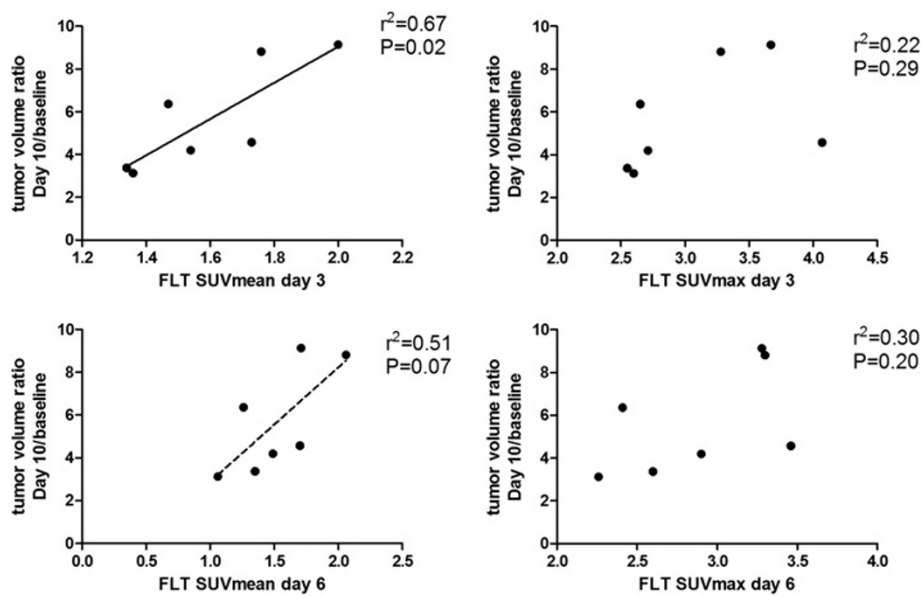 tumor volume ratio
Day 10/baseline
10
8
6
4
2
0
r²=0.67
P=0.02
1.2 1.4 1.6 1.8 2.0 2.2
FLT SUVmean day 3
tumor volume ratio
Day 10/baseline
10
8
6
4
2
0
r²=0.22
P=0.29
2.0 2.5 3.0 3.5 4.0 4.5
FLT SUVmax day 3
tumor volume ratio
Day 10/baseline
10
8
6
4
2
0
r²=0.51
P=0.07
0.0 0.5 1.0 1.5 2.0 2.5
FLT SUVmean day 6
tumor volume ratio
Day 10/baseline
10
8
6
4
2
0
r²=0.30
P=0.20
2.0 2.5 3.0 3.5 4.0
FLT SUVmax day 6